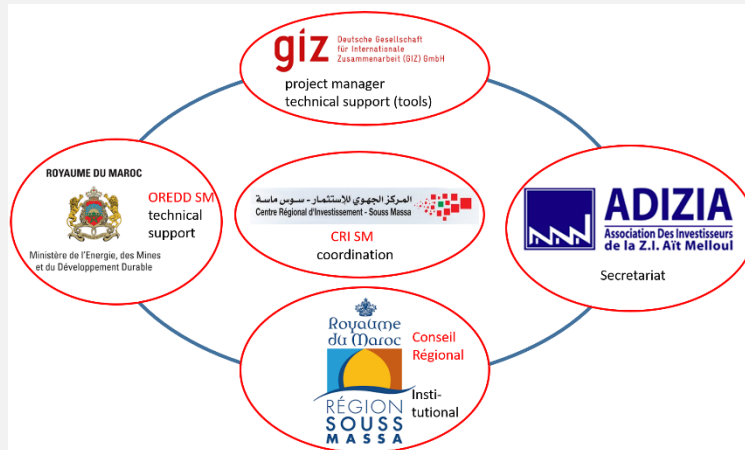 giz Deutsche Gesellschaft
für Internationale
Zusammenarbeit (GIZ) GmbH
project manager
technical support (tools)
ROYAUME DU MAROC
OREDD SM
technical
support
Ministère de l'Energie, des Mines
et du Développement Durable
المركز الجهوي للإستثمار - سوس ماسة
Centre Régional d'Investissement - Souss Massa
CRI SM
coordination
ADIZIA
Association Des Investisseurs
de la Z.I. Aït Melloul
Secretariat
Royaume
du Maroc
Conseil
Régional
Insti-
tutional
RÉGION
SOUSS
MASSA